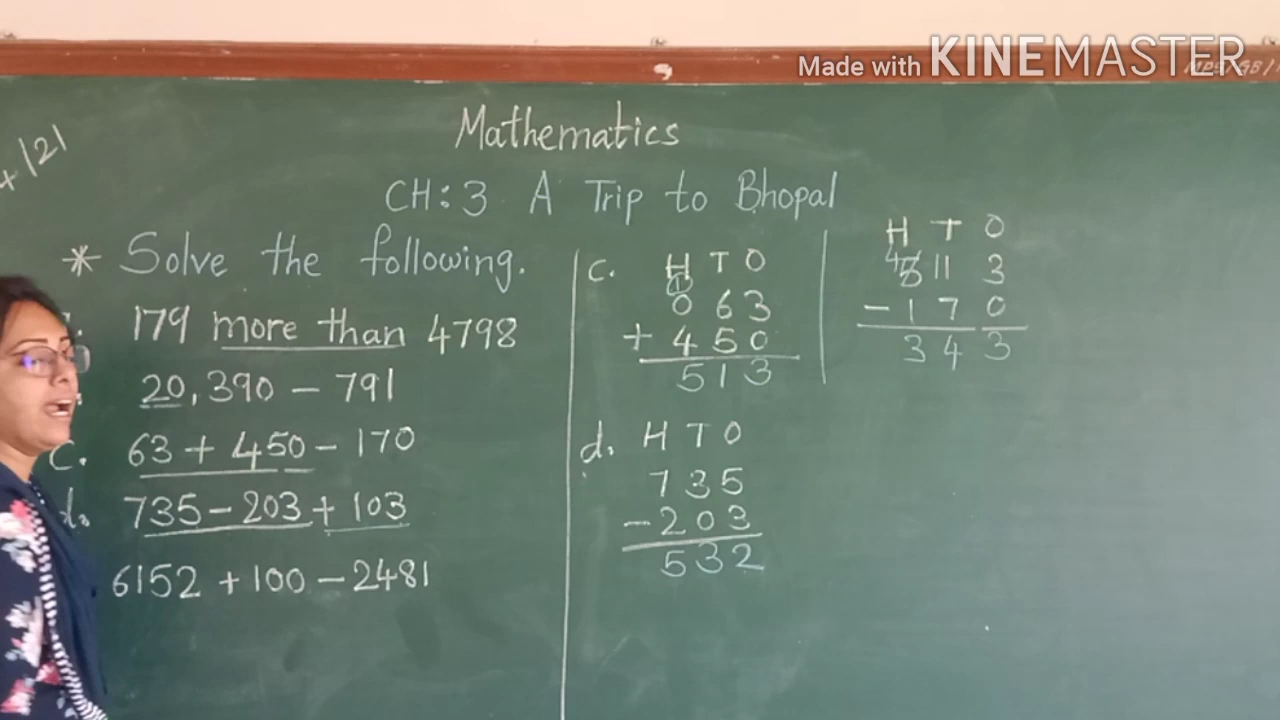 Made with KINEMASTER
Mathematics
CH:3 A Trip to Bhopal
* Solve the following.
179 more than 4798
20,390 - 791
c. 63 + 450 - 170
d. 735 - 203 + 103
6152 + 100 - 2481
c. H T O
1
0 6 3
+ 4 5 0
5 1 3
d. H T O
7 3 5
- 2 0 3
5 3 2
H T O
4 5 11 3
- 1 7 0
3 4 3